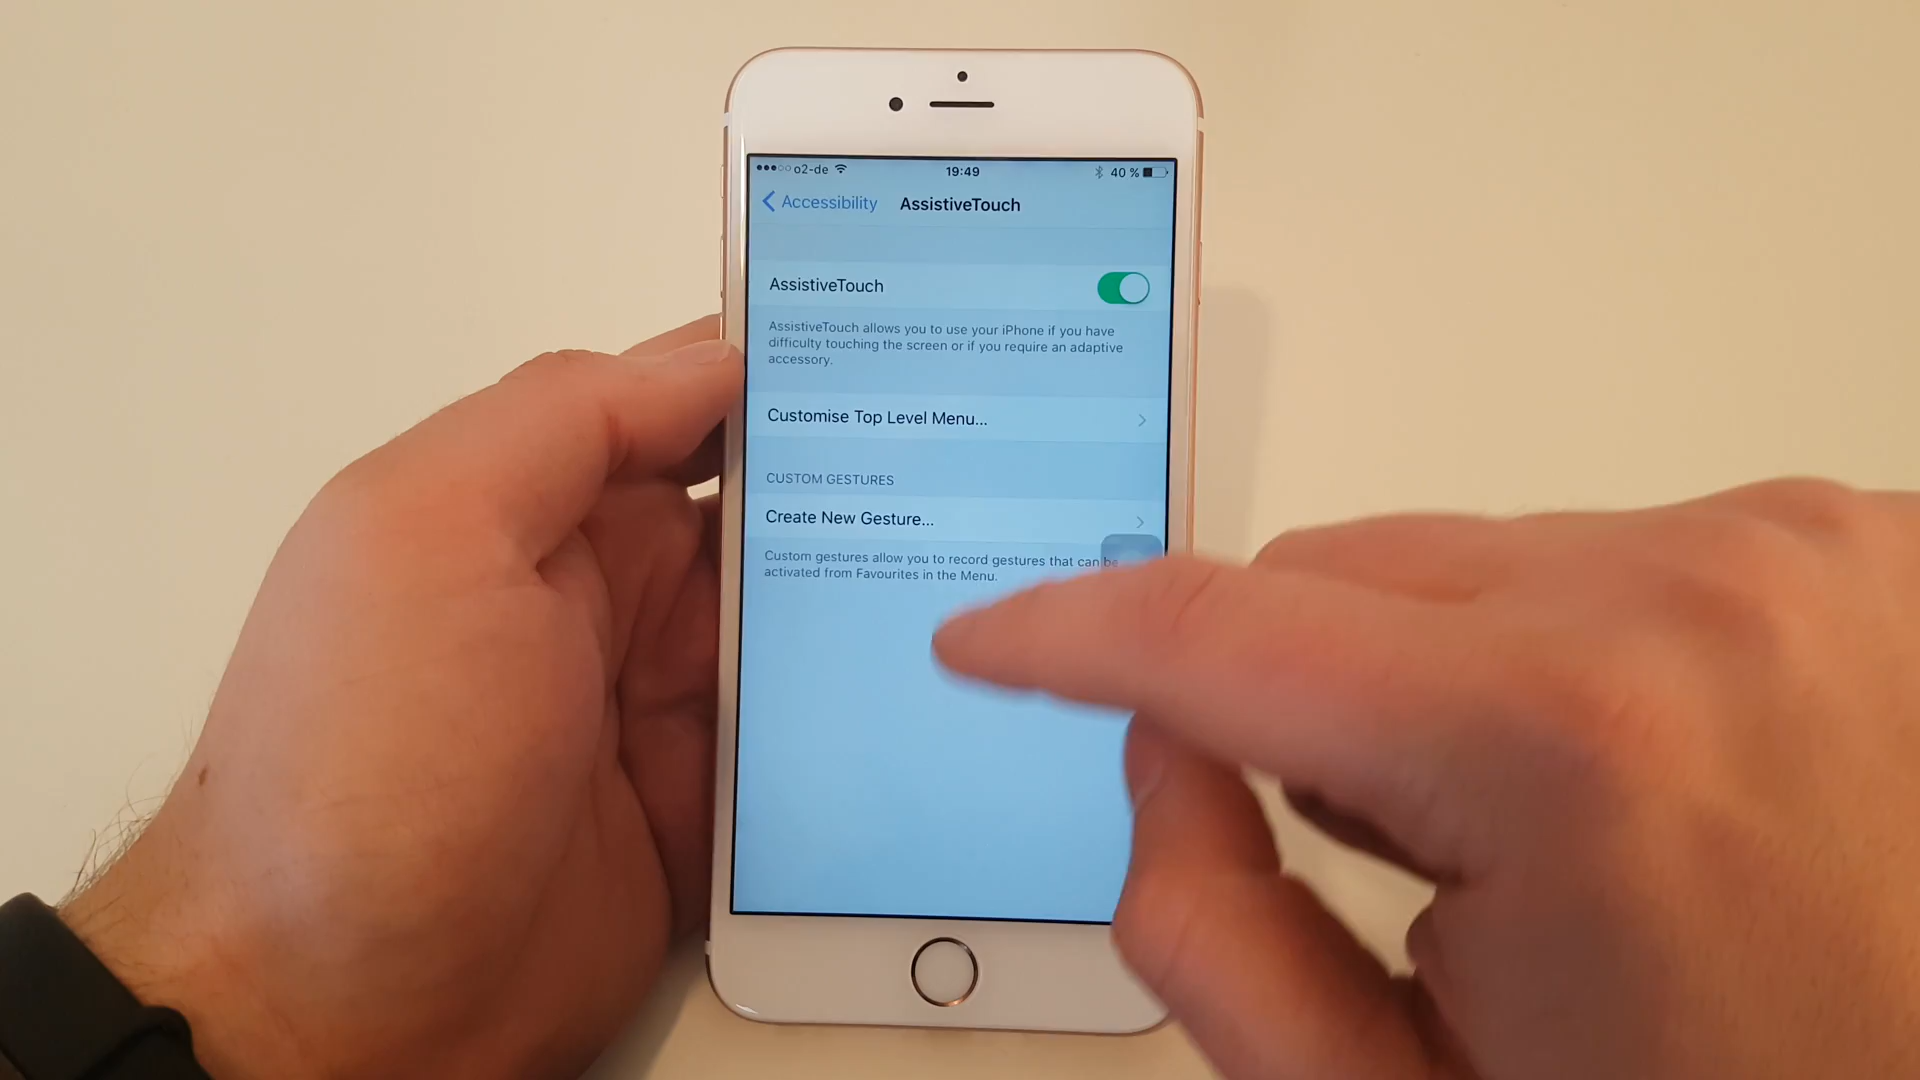 o2-de 19:49 40 %
Accessibility AssistiveTouch
AssistiveTouch
AssistiveTouch allows you to use your iPhone if you have
difficulty touching the screen or if you require an adaptive
accessory.
Customise Top Level Menu...
CUSTOM GESTURES
Create New Gesture...
Custom gestures allow you to record gestures that can be
activated from Favourites in the Menu.